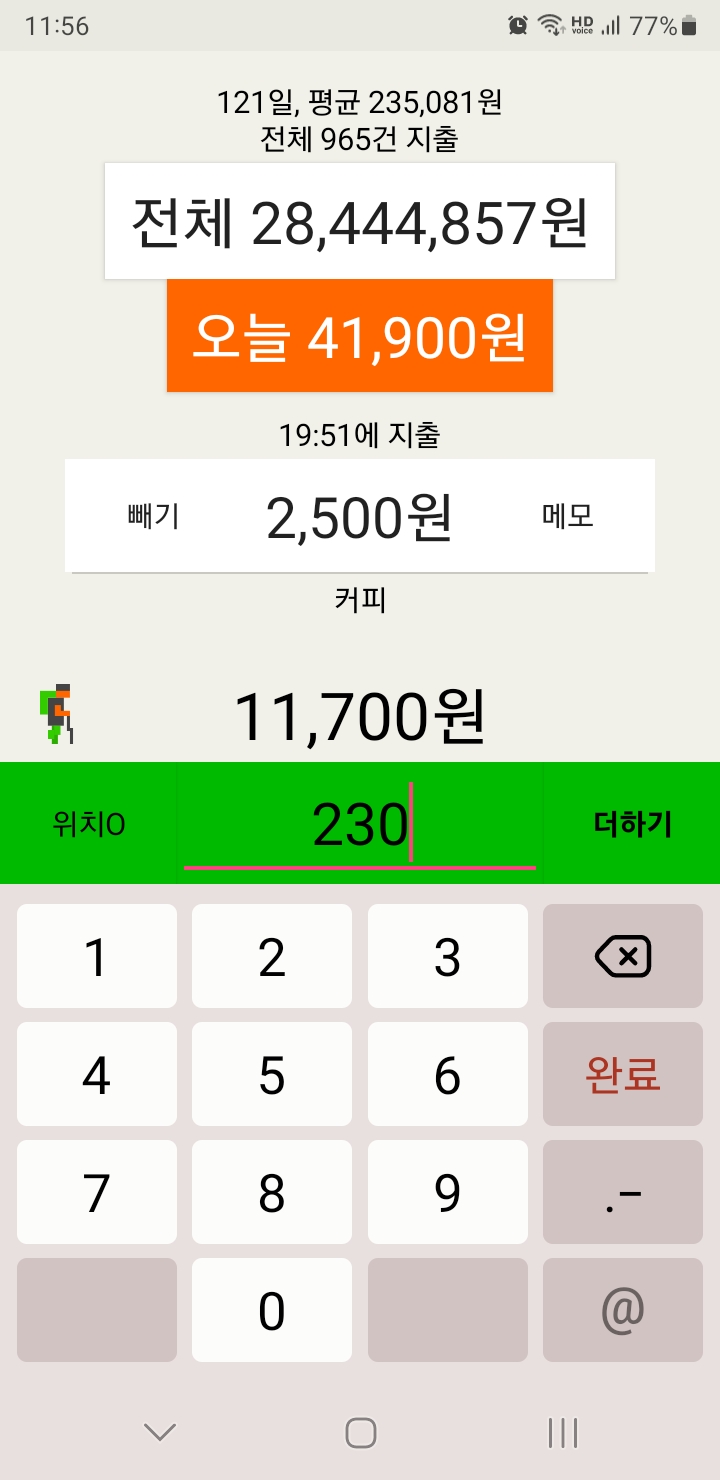 11:56 HD voice 77%
121일, 평균 235,081원
전체 965건 지출
전체 28,444,857원
오늘 41,900원
19:51에 지출
빼기 2,500원 메모
커피
11,700원
위치O 230 더하기
1 2 3
4 5 6 완료
7 8 9 .-
0 @